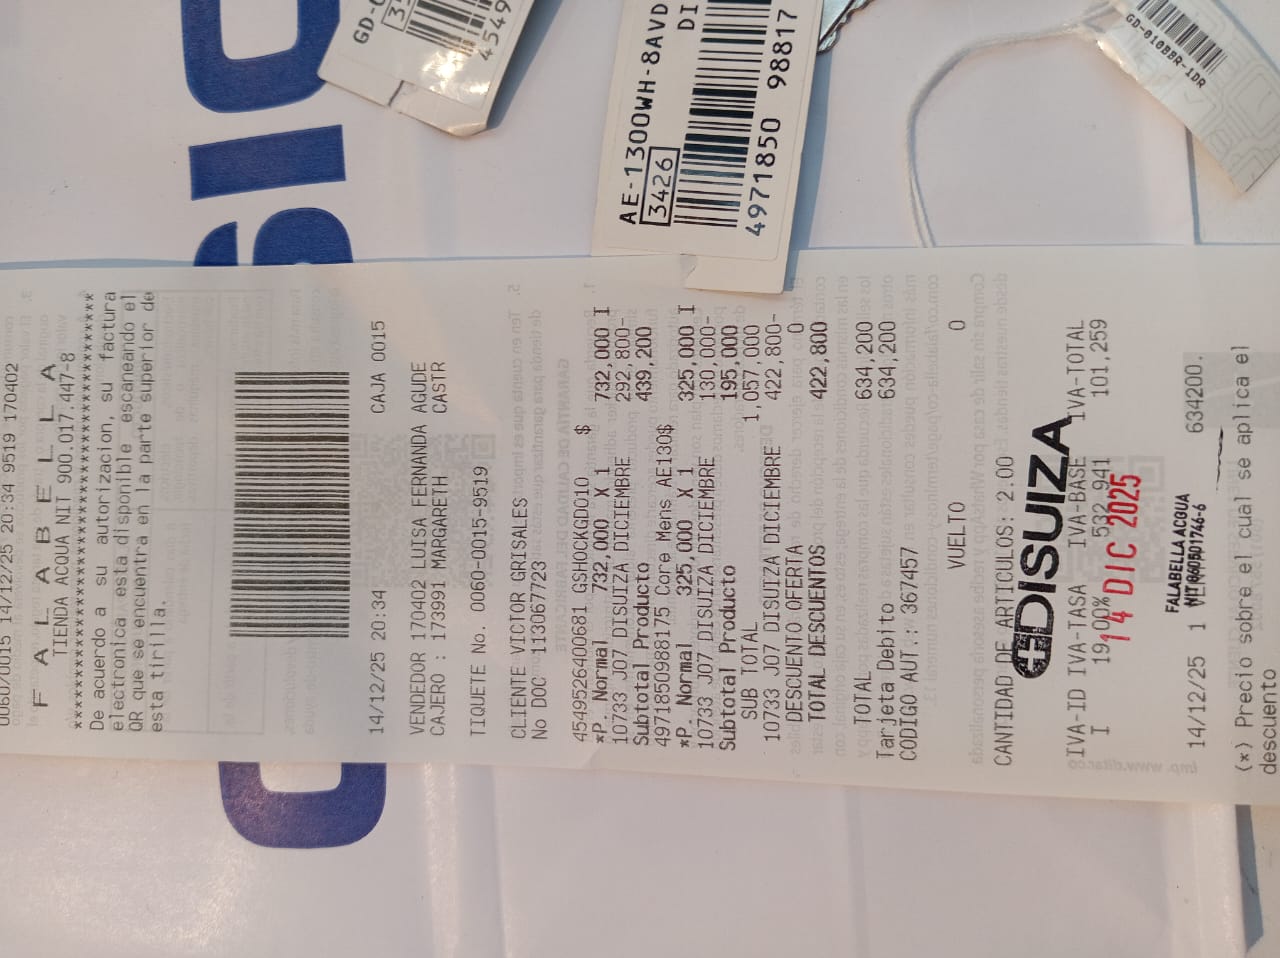 0060/0015 14/12/25 20:34 9519 170402
F A L A B E L L A
TIENDA ACQUA NIT 900.017.447-8
************************************
De acuerdo a su autorizacion, su factura
electronica esta disponible escaneando el
QR que se encuentra en la parte superior de
esta tirilla.
14/12/25 20:34 CAJA 0015
VENDEDOR 170402 LUISA FERNANDA AGUDE
CAJERO : 173991 MARGARETH CASTR
TIQUETE No. 0060-0015-9519
CLIENTE VICTOR GRISALES
No DOC 1130677723
4549526400681 GSHOCKGD010 $
*P. Normal 732,000 X 1 732,000 I
10733 J07 DISUIZA DICIEMBRE 292,800-
Subtotal Producto 439,200
4971850988175 Core Mens AE130$
*P. Normal 325,000 X 1 325,000 I
10733 J07 DISUIZA DICIEMBRE 130,000-
Subtotal Producto 195,000
SUB TOTAL 1,057,000
10733 J07 DISUIZA DICIEMBRE 422,800-
DESCUENTO OFERTA 0
TOTAL DESCUENTOS 422,800
TOTAL 634,200
Tarjeta Debito 634,200
CODIGO AUT.: 367457
VUELTO 0
CANTIDAD DE ARTICULOS: 2.00
DISUIZA
IVA-ID IVA-TASA IVA-BASE IVA-TOTAL
I 19.00% 532,941 101,259
14 DIC 2025
FALABELLA ACQUA
14/12/25 1 634200.
(*) Precio sobre el cual se aplica el
descuento
AE-1300WH-8AVD
3426
4971850 98817
GD-010BBR-1DR
4549